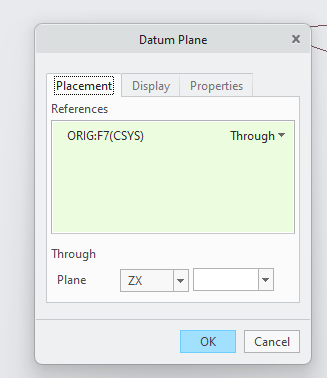 Datum Plane
Placement Display Properties
References
ORIG:F7(CSYS) Through
Through
Plane ZX
OK Cancel